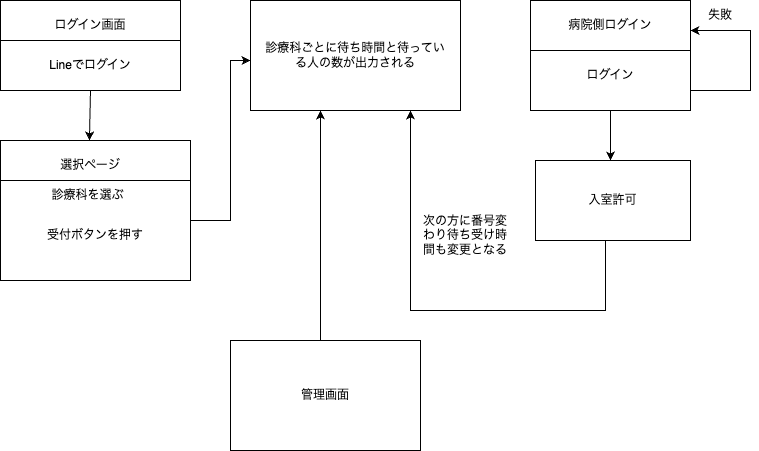 ログイン画面
Lineでログイン
選択ページ
診療科を選ぶ
受付ボタンを押す
診療科ごとに待ち時間と待ってい
る人の数が出力される
病院側ログイン
失敗
ログイン
入室許可
次の方に番号変
わり待ち受け時
間も変更となる
管理画面